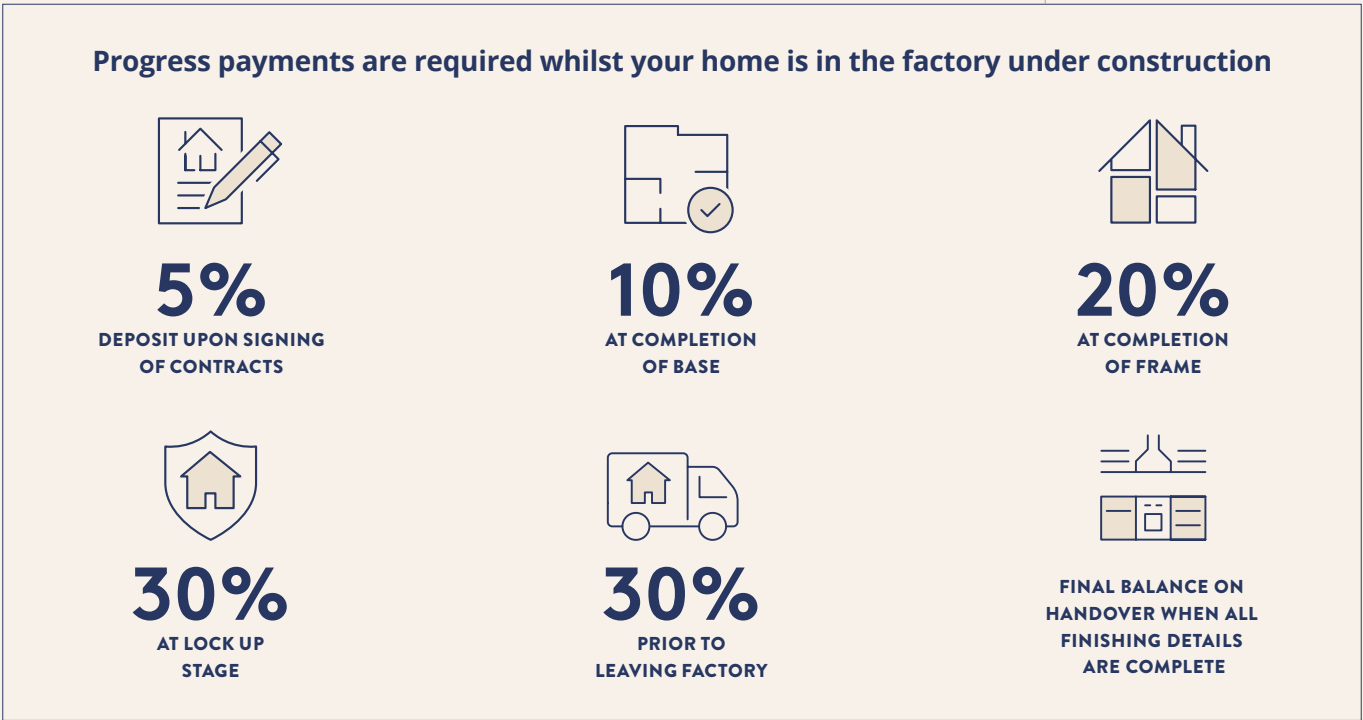 Progress payments are required whilst your home is in the factory under construction
5%
DEPOSIT UPON SIGNING
OF CONTRACTS
10%
AT COMPLETION
OF BASE
20%
AT COMPLETION
OF FRAME
30%
AT LOCK UP
STAGE
30%
PRIOR TO
LEAVING FACTORY
FINAL BALANCE ON
HANDOVER WHEN ALL
FINISHING DETAILS
ARE COMPLETE